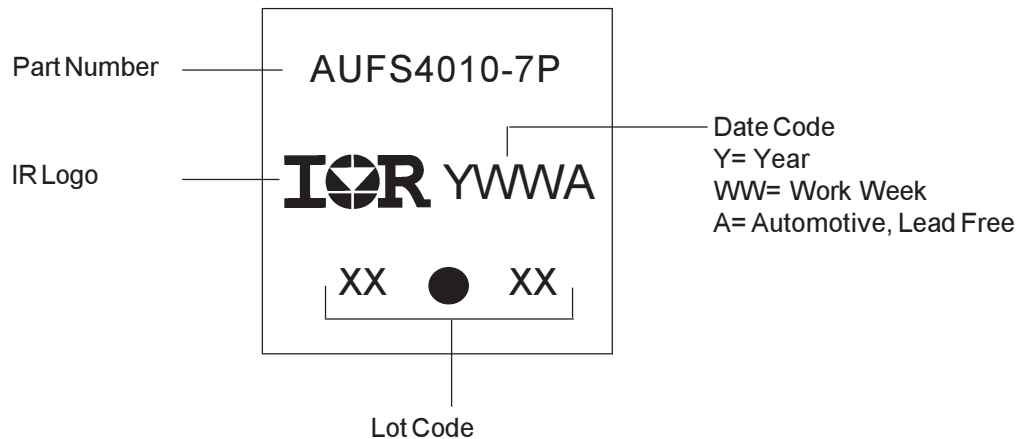 Part Number
AUFS4010-7P
IR Logo
IOR YWWA
Date Code
Y= Year
WW= Work Week
A= Automotive, Lead Free
XX ● XX
Lot Code